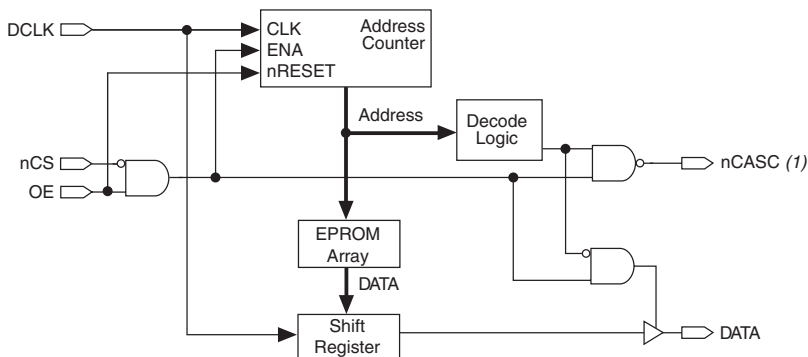 DCLK
CLK
Address
Counter
ENA
nRESET
Address
Decode
Logic
nCS
OE
nCASC (1)
EPROM
Array
DATA
Shift
Register
DATA